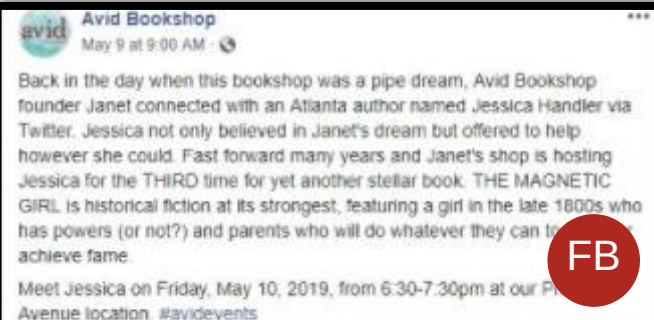 avid
Avid Bookshop
May 9 at 9:00 AM ·
Back in the day when this bookshop was a pipe dream, Avid Bookshop
founder Janet connected with an Atlanta author named Jessica Handler via
Twitter. Jessica not only believed in Janet's dream but offered to help
however she could. Fast forward many years and Janet's shop is hosting
Jessica for the THIRD time for yet another stellar book. THE MAGNETIC
GIRL is historical fiction at its strongest, featuring a girl in the late 1800s who
has powers (or not?) and parents who will do whatever they can
achieve fame.
FB
Meet Jessica on Friday, May 10, 2019, from 6:30-7:30pm at our
Avenue location. #avidevents